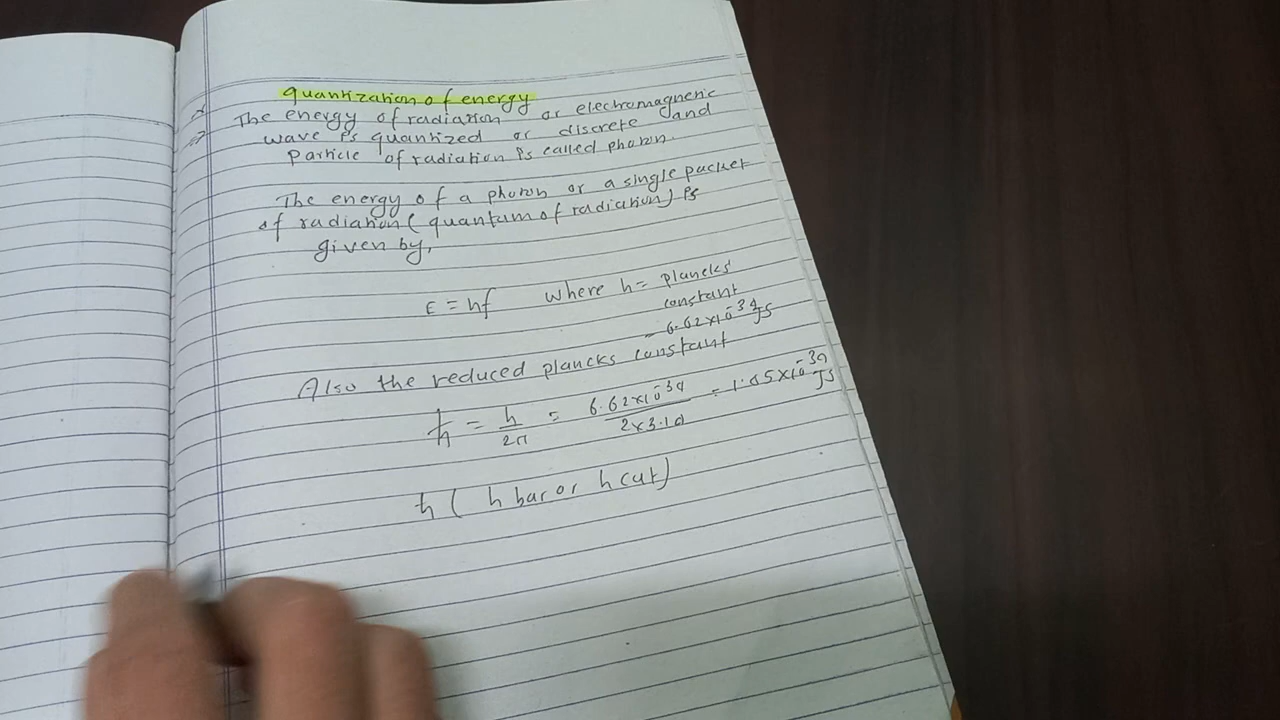 quantization of energy
The energy of radiation or electromagnetic
wave is quantized or discrete and
particle of radiation is called photon.
The energy of a photon or a single packet
of radiation (quantum of radiation) is
given by,
E = hf where h = plancks'
constant
= 6.62×10⁻³⁴ JS
Also the reduced plancks constant
ħ = h/2π = 6.62×10⁻³⁴/2×3.14 = 1.05×10⁻³⁴ JS
ħ ( h bar or h cut)